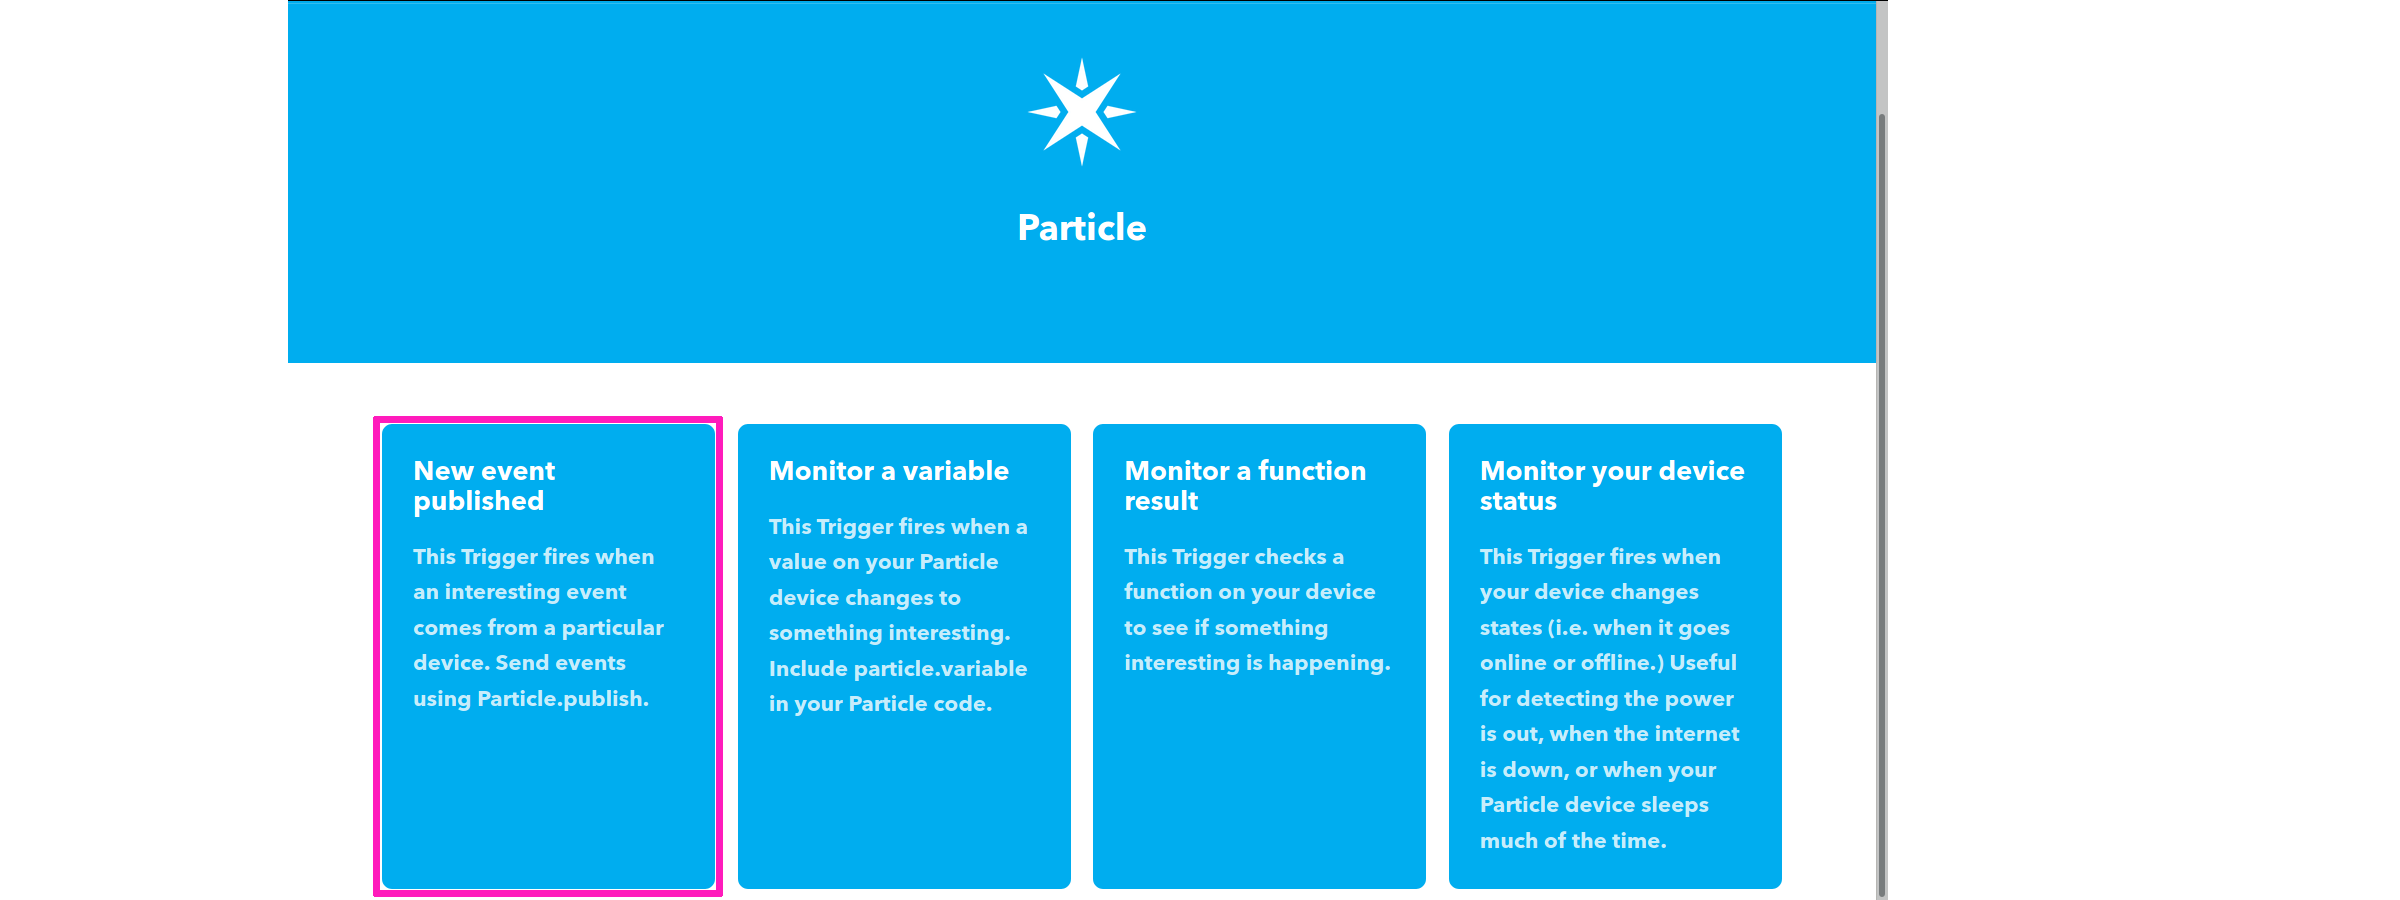 Particle
New event
published
This Trigger fires when
an interesting event
comes from a particular
device. Send events
using Particle.publish.
Monitor a variable
This Trigger fires when a
value on your Particle
device changes to
something interesting.
Include particle.variable
in your Particle code.
Monitor a function
result
This Trigger checks a
function on your device
to see if something
interesting is happening.
Monitor your device
status
This Trigger fires when
your device changes
states (i.e. when it goes
online or offline.) Useful
for detecting the power
is out, when the internet
is down, or when your
Particle device sleeps
much of the time.